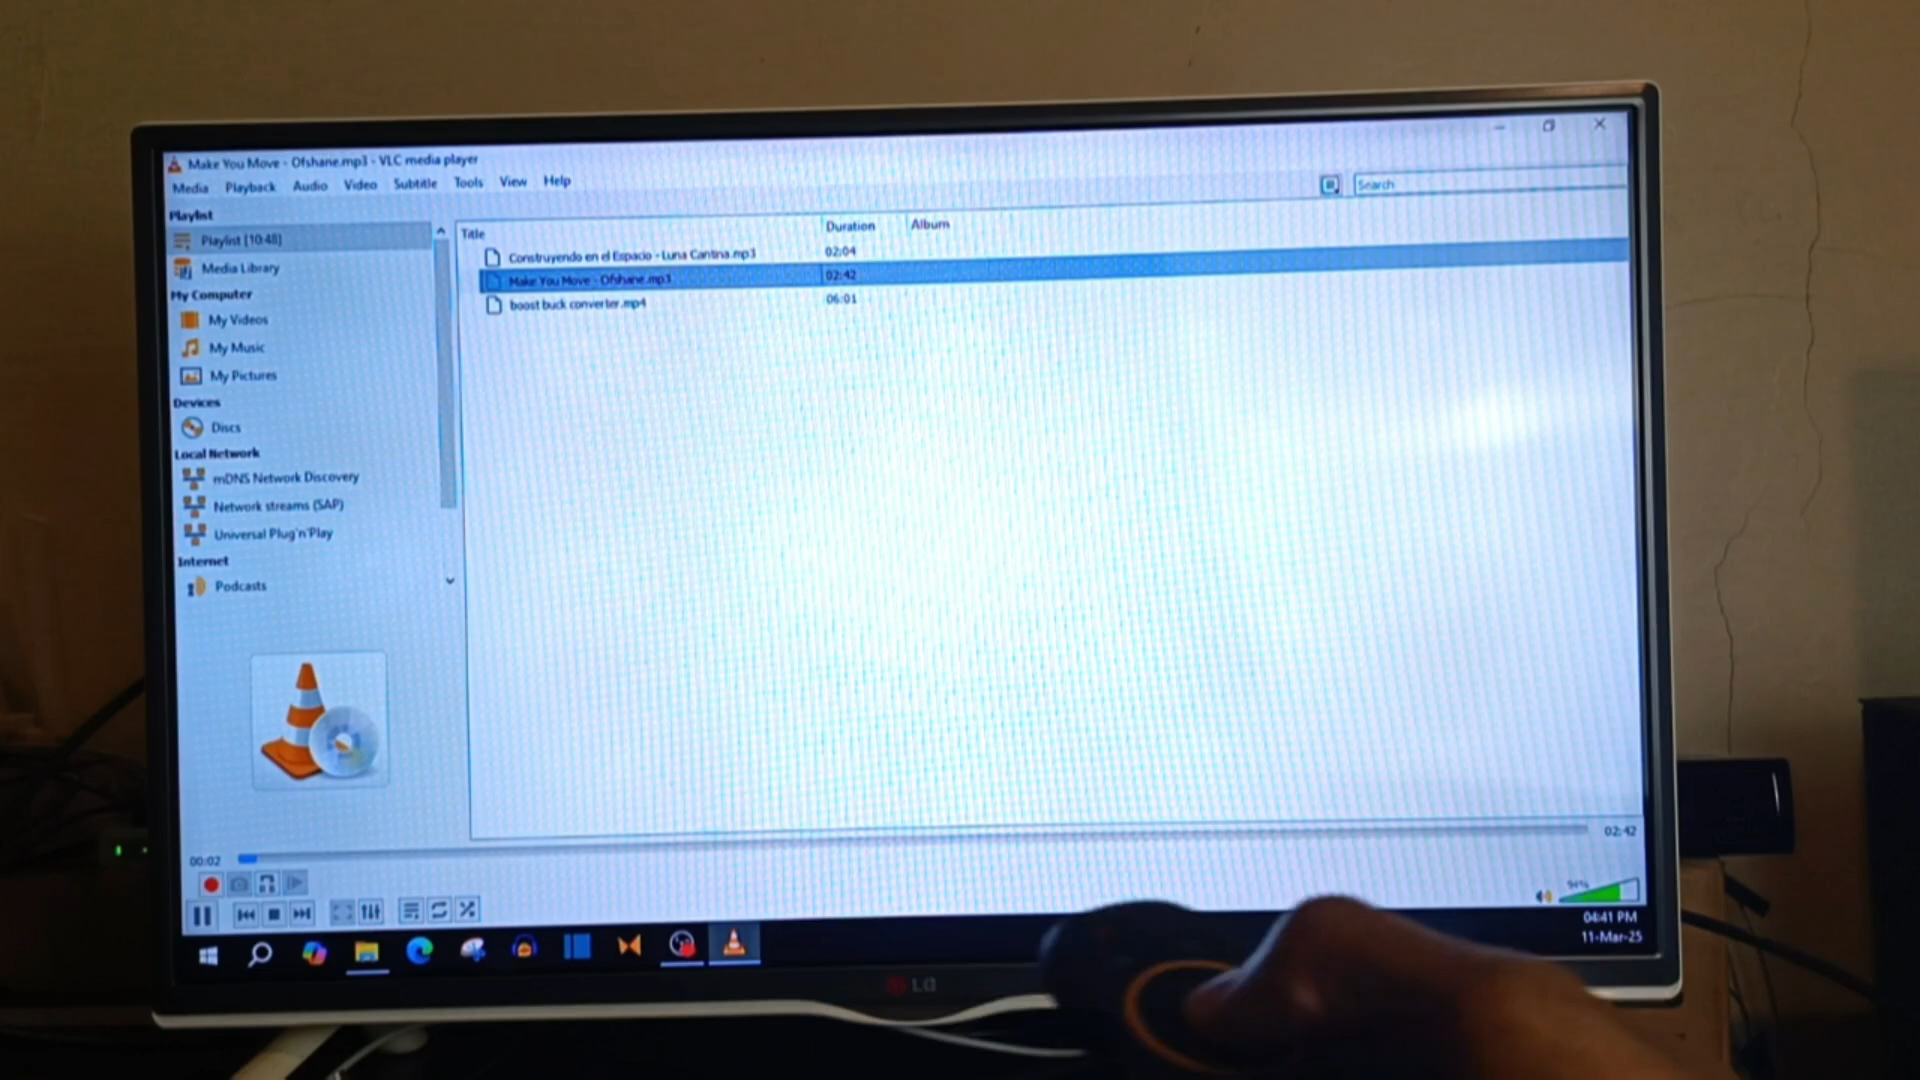 Make You Move - Ofshane.mp3 - VLC media player
Media Playback Audio Video Subtitle Tools View Help
Search
Playlist
Playlist [10:48]
Media Library
My Computer
My Videos
My Music
My Pictures
Devices
Discs
Local Network
mDNS Network Discovery
Network streams (SAP)
Universal Plug'n'Play
Internet
Podcasts
Title Duration Album
Construyendo en el Espacio - Luna Cantina.mp3 02:04
Make You Move - Ofshane.mp3 02:42
boost buck converter.mp4 06:01
00:02 02:42
94%
04:41 PM
11-Mar-25
LG